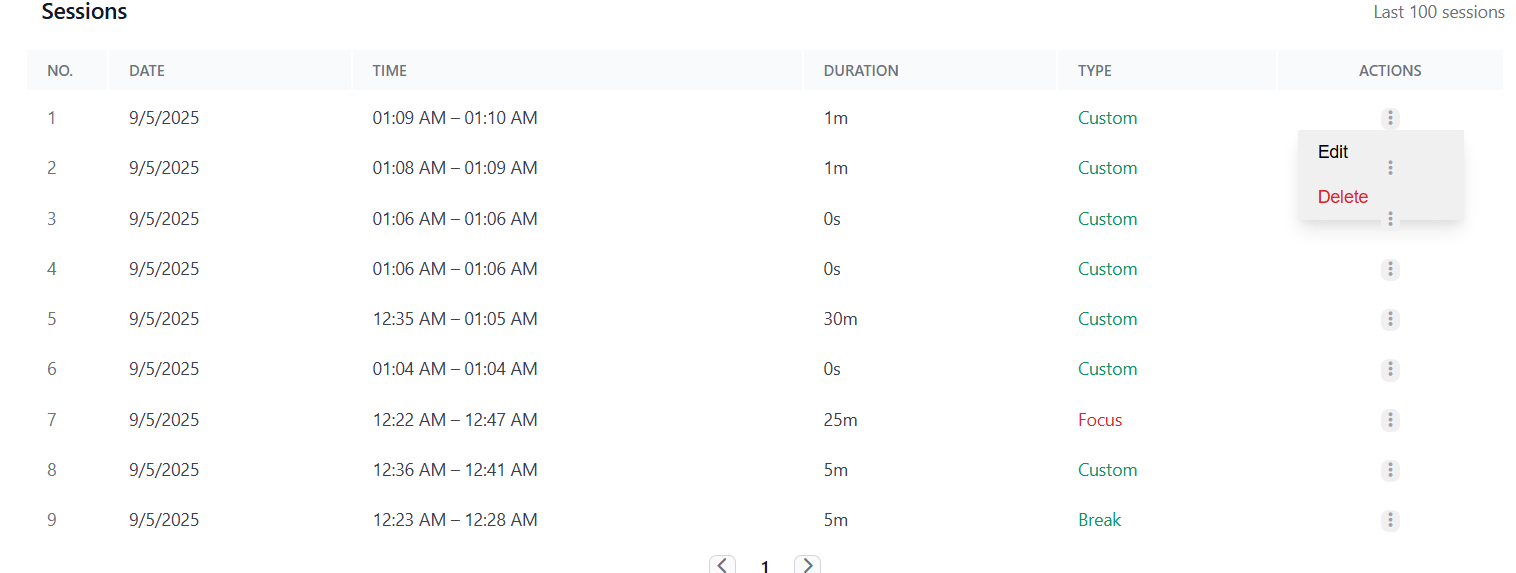 Sessions Last 100 sessions
NO. DATE TIME DURATION TYPE ACTIONS
1 9/5/2025 01:09 AM – 01:10 AM 1m Custom
Edit
2 9/5/2025 01:08 AM – 01:09 AM 1m Custom
Delete
3 9/5/2025 01:06 AM – 01:06 AM 0s Custom
4 9/5/2025 01:06 AM – 01:06 AM 0s Custom
5 9/5/2025 12:35 AM – 01:05 AM 30m Custom
6 9/5/2025 01:04 AM – 01:04 AM 0s Custom
7 9/5/2025 12:22 AM – 12:47 AM 25m Focus
8 9/5/2025 12:36 AM – 12:41 AM 5m Custom
9 9/5/2025 12:23 AM – 12:28 AM 5m Break
1